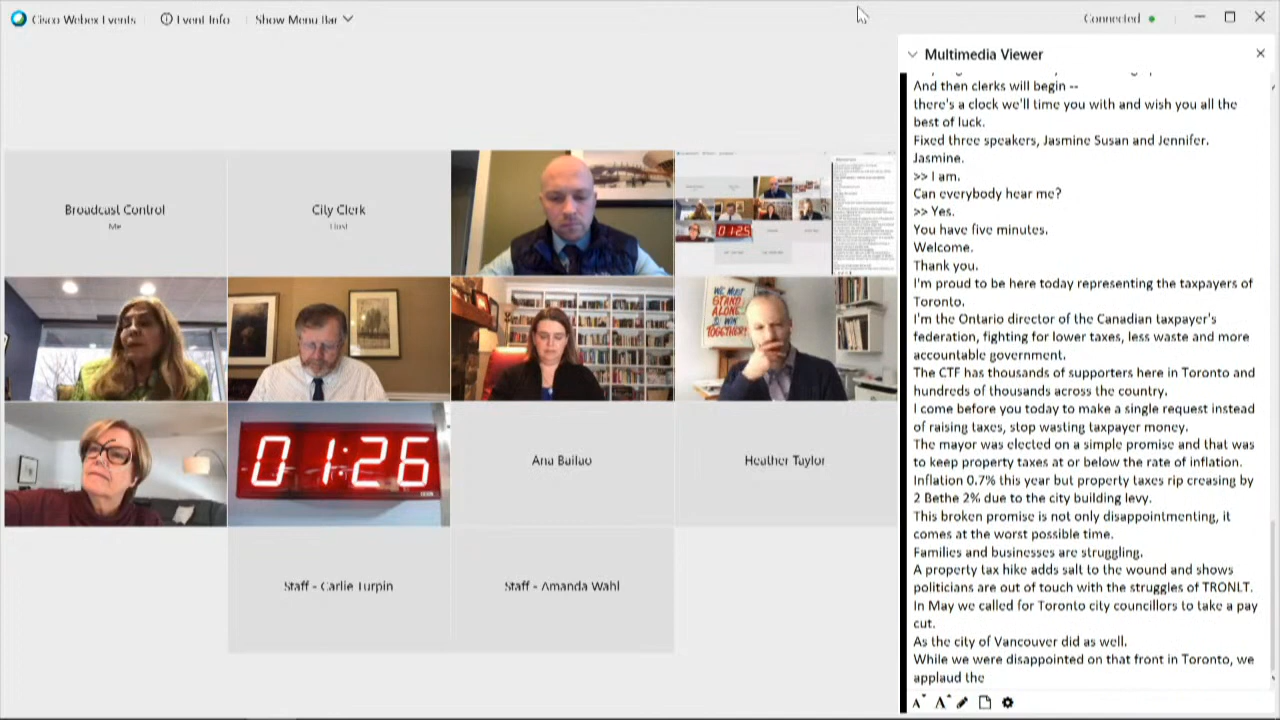 Cisco Webex Events
Event Info
Show Menu Bar
Connected
Multimedia Viewer
And then clerks will begin --
there's a clock we'll time you with and wish you all the
best of luck.
Fixed three speakers, Jasmine Susan and Jennifer.
Jasmine.
>> I am.
Can everybody hear me?
>> Yes.
You have five minutes.
Welcome.
Thank you.
I'm proud to be here today representing the taxpayers of
Toronto.
I'm the Ontario director of the Canadian taxpayer's
federation, fighting for lower taxes, less waste and more
accountable government.
The CTF has thousands of supporters here in Toronto and
hundreds of thousands across the country.
I come before you today to make a single request instead
of raising taxes, stop wasting taxpayer money.
The mayor was elected on a simple promise and that was
to keep property taxes at or below the rate of inflation.
Inflation 0.7% this year but property taxes rip creasing by
2 Bethe 2% due to the city building levy.
This broken promise is not only disappointmenting, it
comes at the worst possible time.
Families and businesses are struggling.
A property tax hike adds salt to the wound and shows
politicians are out of touch with the struggles of TRONLT.
In May we called for Toronto city councillors to take a pay
cut.
As the city of Vancouver did as well.
While we were disappointed on that front in Toronto, we
applaud the
Broadcast
Me
City Clerk
Host
01:25
WE MUST
STAND
ALONE
WIN
TOGETHER!
01:26
Ana Bailao
Heather Taylor
Staff - Carlie Turpin
Staff - Amanda Wahl